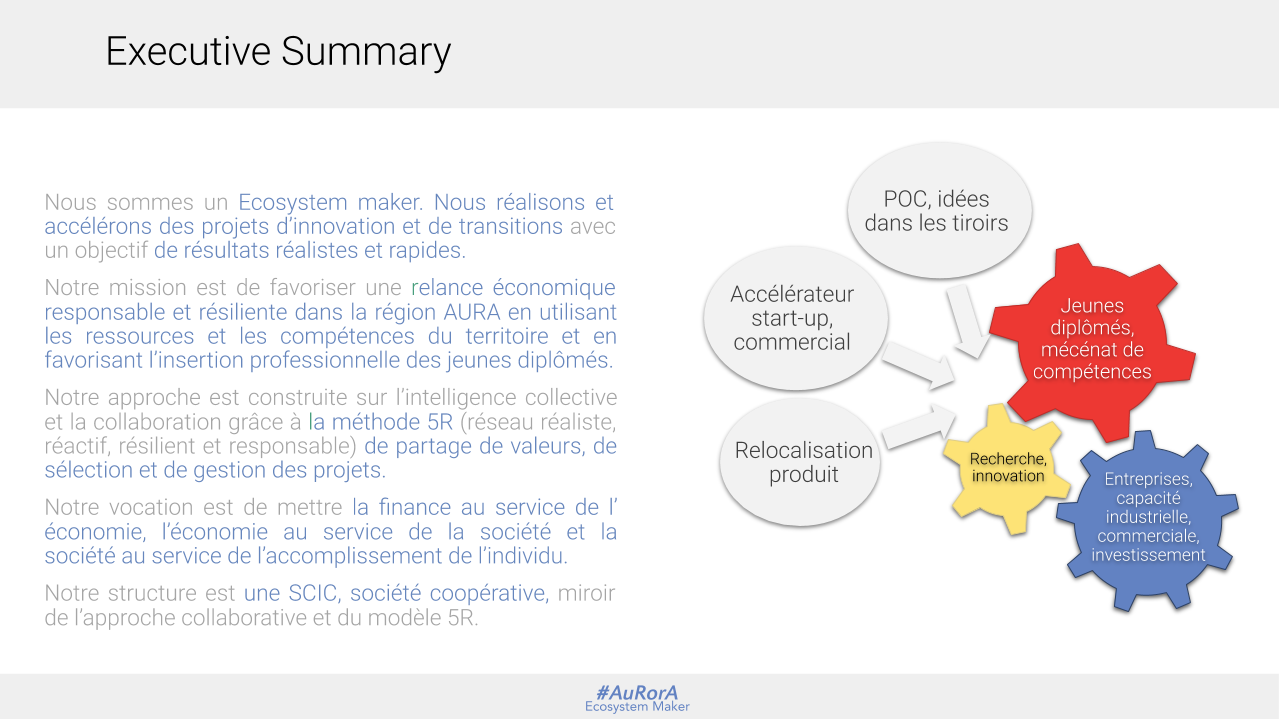 Executive Summary
Nous sommes un Ecosystem maker. Nous réalisons et
accélérons des projets d’innovation et de transitions avec
un objectif de résultats réalistes et rapides.
Notre mission est de favoriser une relance économique
responsable et résiliente dans la région AURA en utilisant
les ressources et les compétences du territoire et en
favorisant l’insertion professionnelle des jeunes diplômés.
Notre approche est construite sur l’intelligence collective
et la collaboration grâce à la méthode 5R (réseau réaliste,
réactif, résilient et responsable) de partage de valeurs, de
sélection et de gestion des projets.
Notre vocation est de mettre la finance au service de l’
économie, l’économie au service de la société et la
société au service de l’accomplissement de l’individu.
Notre structure est une SCIC, société coopérative, miroir
de l’approche collaborative et du modèle 5R.
POC, idées
dans les tiroirs
Accélérateur
start-up,
commercial
Relocalisation
produit
Jeunes
diplômés,
mécénat de
compétences
Recherche,
innovation
Entreprises,
capacité
industrielle,
commerciale,
investissement
#AuRorA
Ecosystem Maker